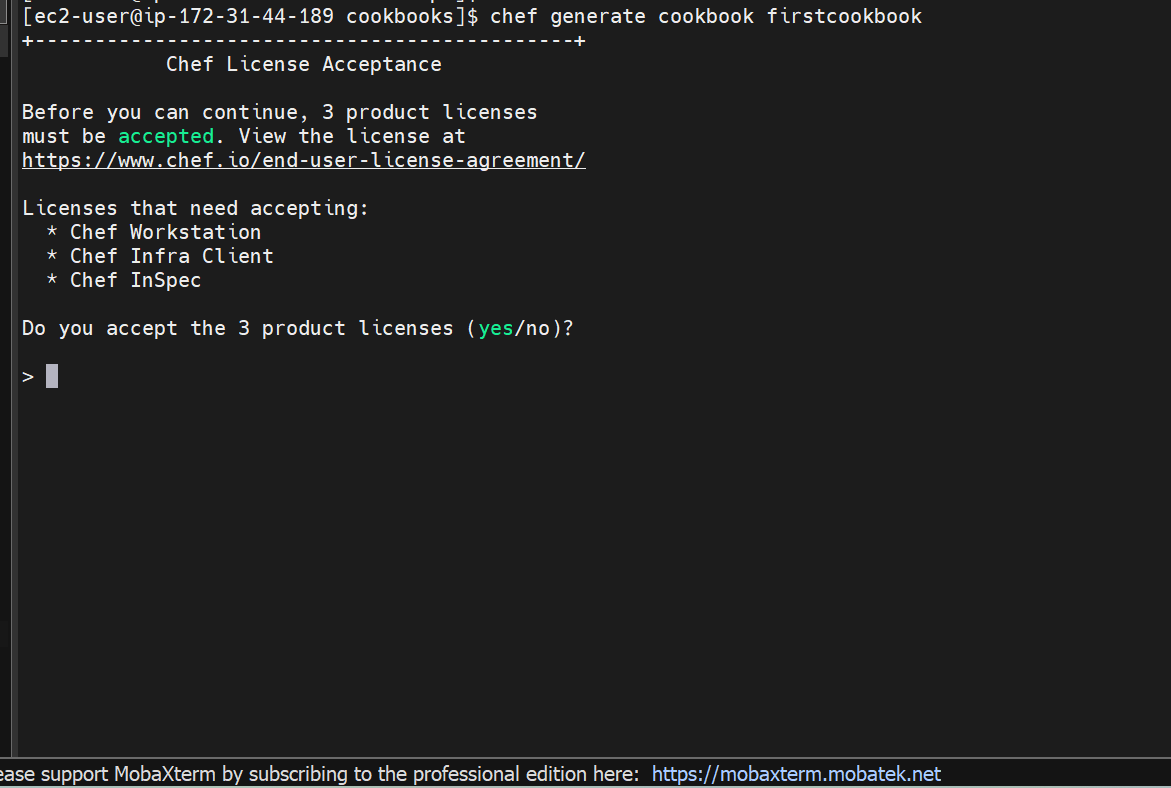 [ec2-user@ip-172-31-44-189 cookbooks]$ chef generate cookbook firstcookbook
+---------------------------------------------+
Chef License Acceptance
Before you can continue, 3 product licenses
must be accepted. View the license at
https://www.chef.io/end-user-license-agreement/
Licenses that need accepting:
* Chef Workstation
* Chef Infra Client
* Chef InSpec
Do you accept the 3 product licenses (yes/no)?
>
ease support MobaXterm by subscribing to the professional edition here: https://mobaxterm.mobatek.net